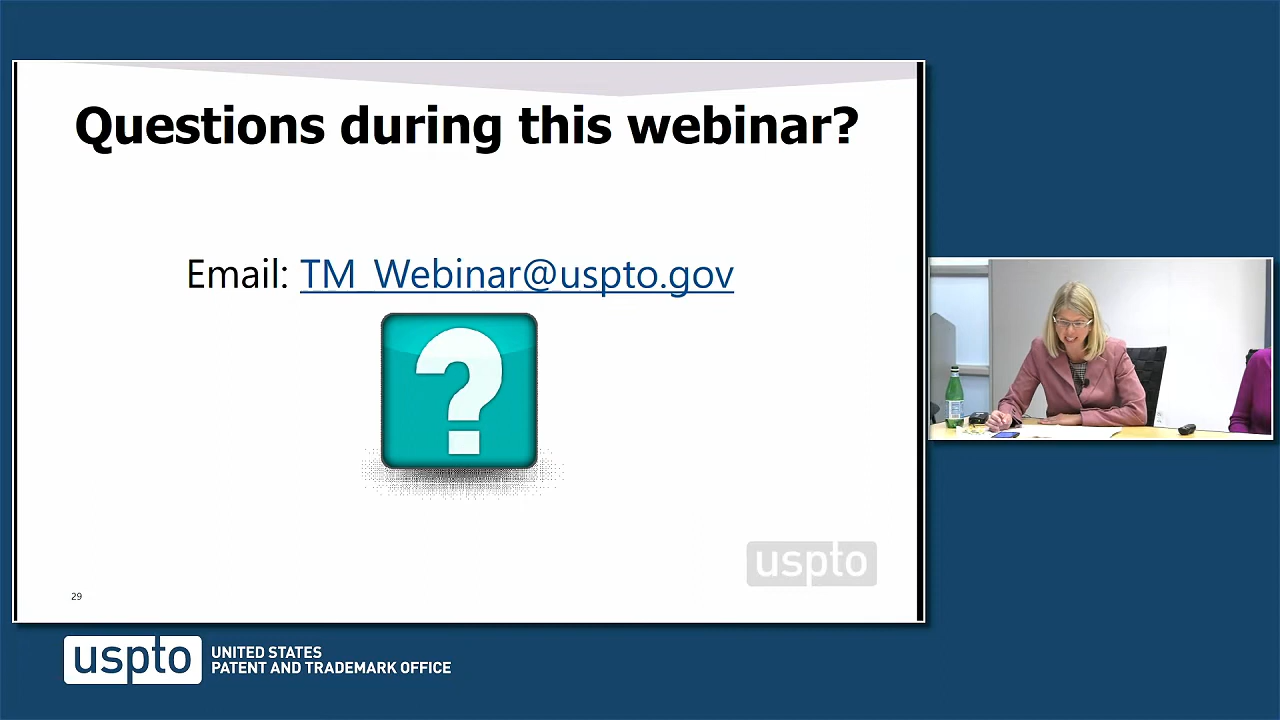 Questions during this webinar?
Email: TM_Webinar@uspto.gov
?
uspto
29
uspto
UNITED STATES
PATENT AND TRADEMARK OFFICE